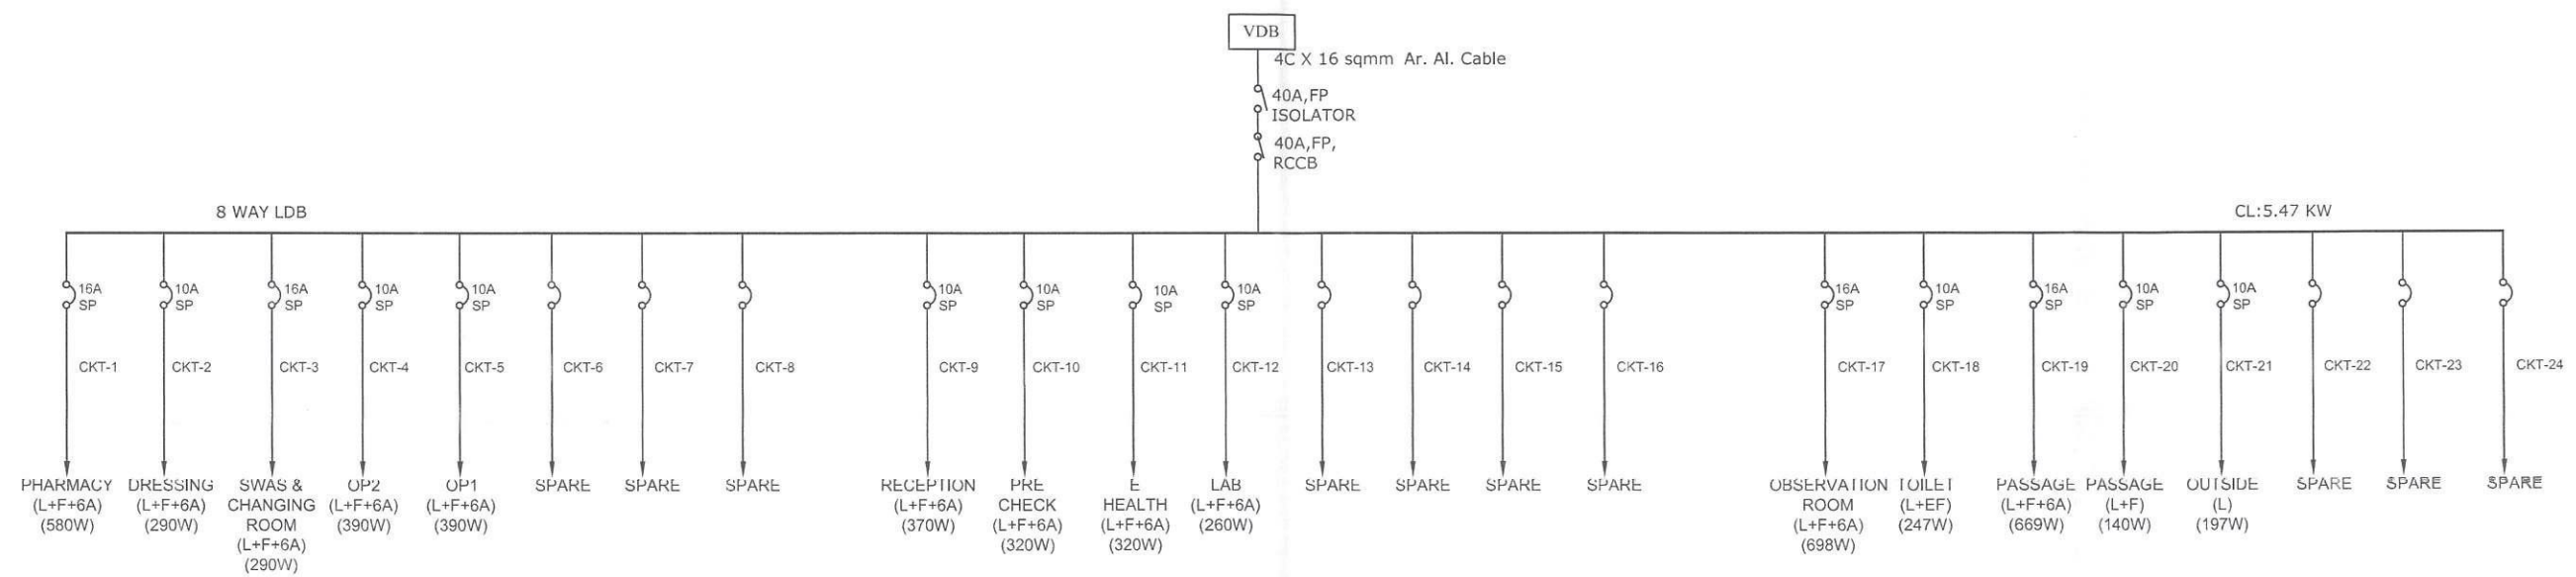 VDB
4C X 16 sqmm Ar. Al. Cable
40A,FP
ISOLATOR
40A,FP,
RCCB
8 WAY LDB
CL:5.47 KW
16A
SP
10A
SP
16A
SP
10A
SP
10A
SP
10A
SP
10A
SP
10A
SP
10A
SP
16A
SP
10A
SP
16A
SP
10A
SP
10A
SP
CKT-1
CKT-2
CKT-3
CKT-4
CKT-5
CKT-6
CKT-7
CKT-8
CKT-9
CKT-10
CKT-11
CKT-12
CKT-13
CKT-14
CKT-15
CKT-16
CKT-17
CKT-18
CKT-19
CKT-20
CKT-21
CKT-22
CKT-23
CKT-24
PHARMACY
(L+F+6A)
(580W)
DRESSING
(L+F+6A)
(290W)
SWAS &
CHANGING
ROOM
(L+F+6A)
(290W)
OP2
(L+F+6A)
(390W)
OP1
(L+F+6A)
(390W)
SPARE
SPARE
SPARE
RECEPTION
(L+F+6A)
(370W)
PRE
CHECK
(L+F+6A)
(320W)
E
HEALTH
(L+F+6A)
(320W)
LAB
(L+F+6A)
(260W)
SPARE
SPARE
SPARE
SPARE
OBSERVATION
ROOM
(L+F+6A)
(698W)
TOILET
(L+EF)
(247W)
PASSAGE
(L+F+6A)
(669W)
PASSAGE
(L+F)
(140W)
OUTSIDE
(L)
(197W)
SPARE
SPARE
SPARE